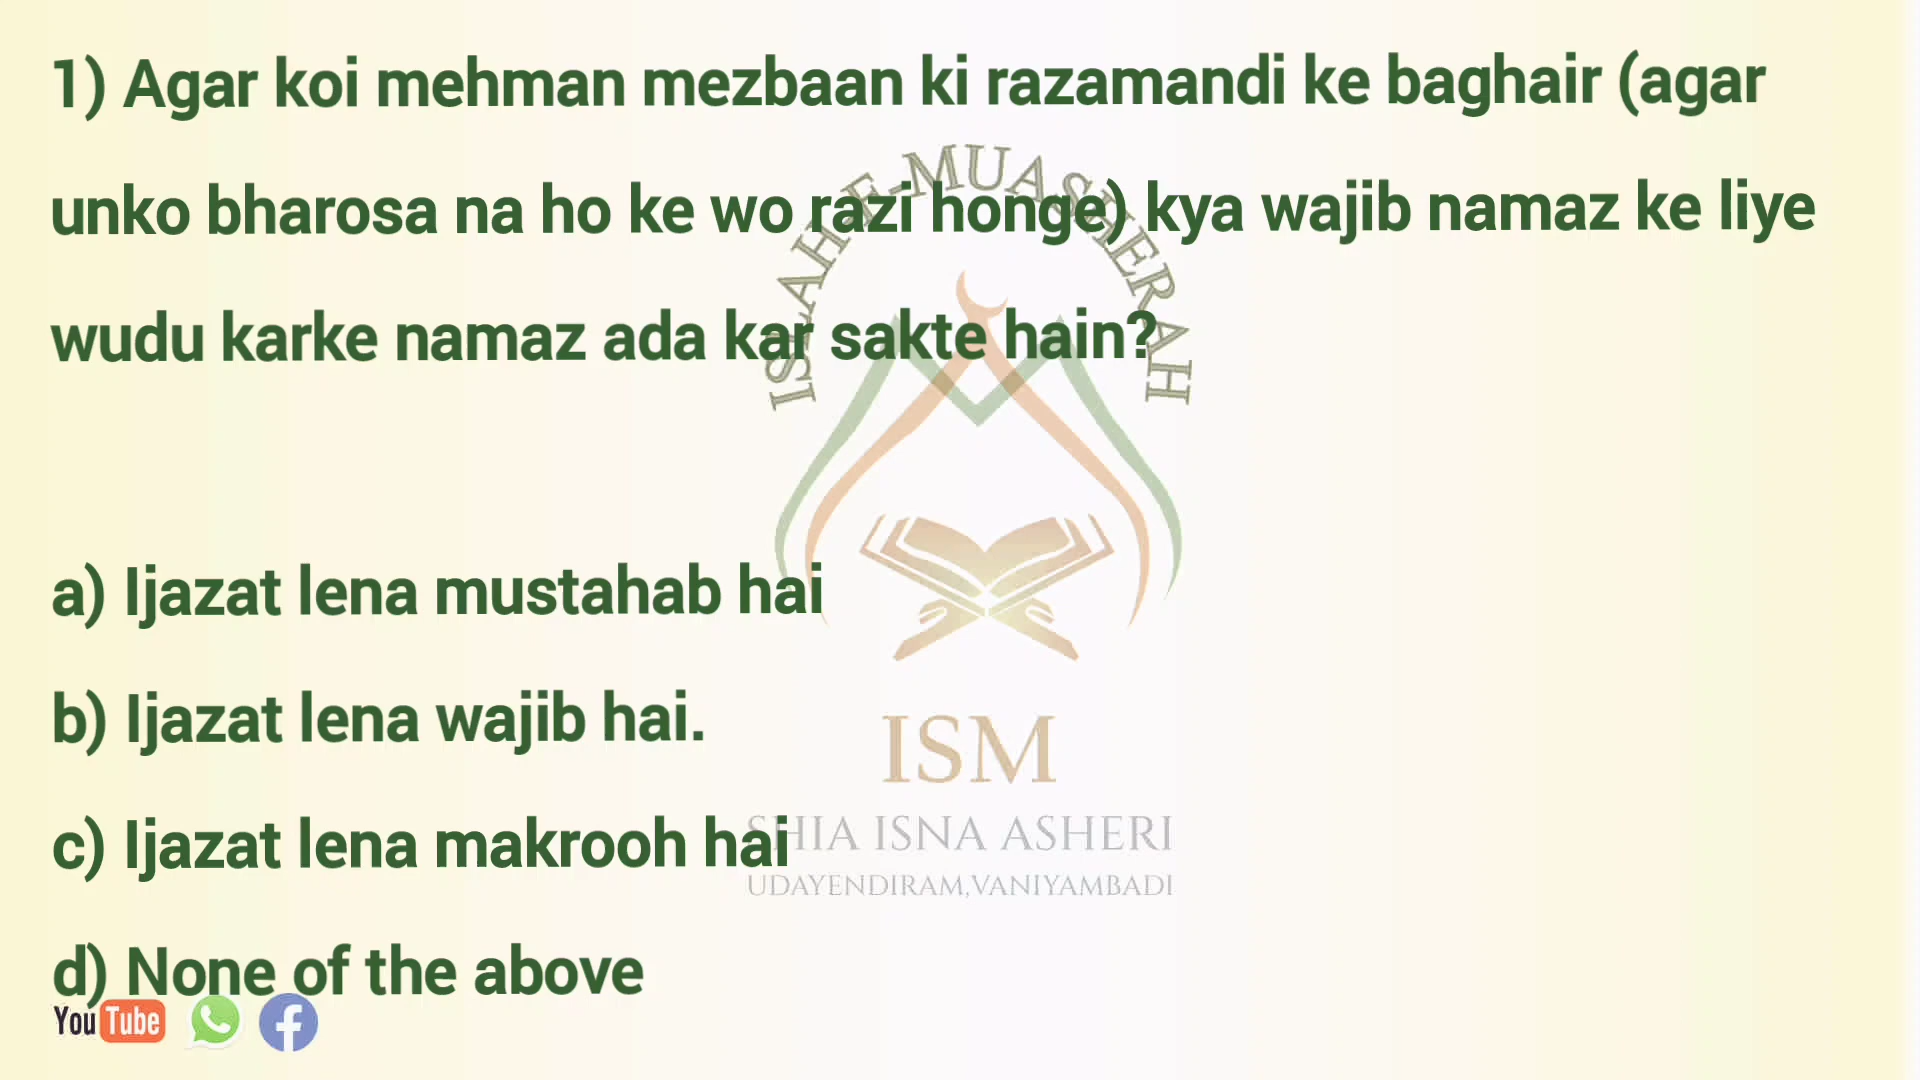 1) Agar koi mehman mezbaan ki razamandi ke baghair (agar
unko bharosa na ho ke wo razi honge) kya wajib namaz ke liye
wudu karke namaz ada kar sakte hain?
a) Ijazat lena mustahab hai
b) Ijazat lena wajib hai.
c) Ijazat lena makrooh hai
d) None of the above
ISLAH-E-MUASHERAH
ISM
SHIA ISNA ASHERI
UDAYENDIRAM,VANIYAMBADI
YouTube